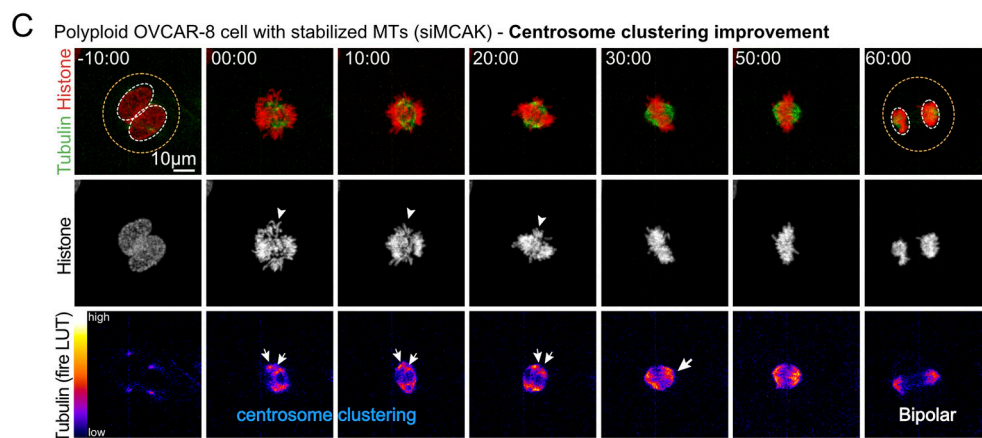 C
Polyploid OVCAR-8 cell with stabilized MTs (siMCAK) - Centrosome clustering improvement
Tubulin Histone
-10:00
00:00
10:00
20:00
30:00
50:00
60:00
10µm
Histone
Tubulin (fire LUT)
high
low
centrosome clustering
Bipolar